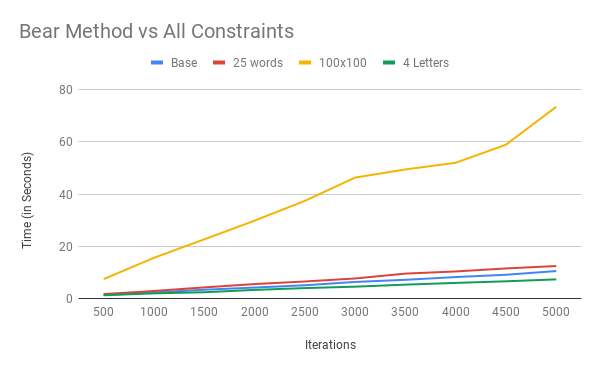 Bear Method vs All Constraints
Base 25 words 100x100 4 Letters
80
60
40
20
0
Time (in Seconds)
500 1000 1500 2000 2500 3000 3500 4000 4500 5000
Iterations